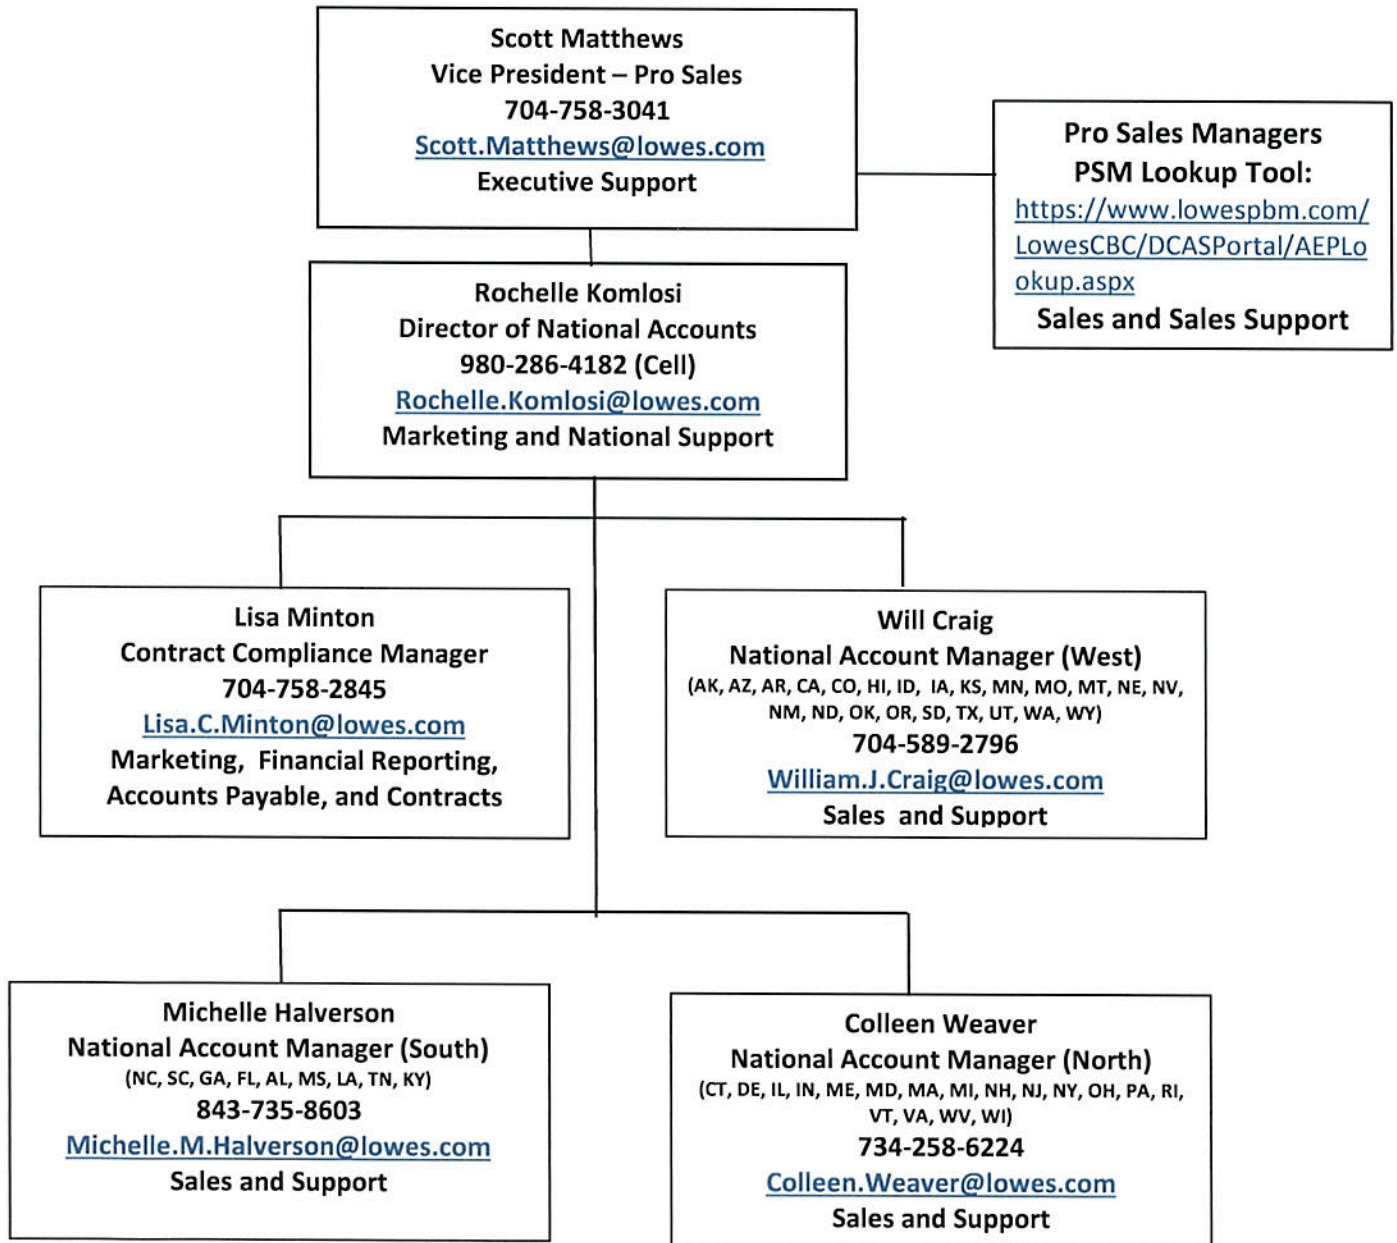 Scott Matthews
Vice President – Pro Sales
704-758-3041
Scott.Matthews@lowes.com
Executive Support
Pro Sales Managers
PSM Lookup Tool:
https://www.lowespbm.com/
LowesCBC/DCASPortal/AEPLo
okup.aspx
Sales and Sales Support
Rochelle Komlosi
Director of National Accounts
980-286-4182 (Cell)
Rochelle.Komlosi@lowes.com
Marketing and National Support
Lisa Minton
Contract Compliance Manager
704-758-2845
Lisa.C.Minton@lowes.com
Marketing, Financial Reporting,
Accounts Payable, and Contracts
Will Craig
National Account Manager (West)
(AK, AZ, AR, CA, CO, HI, ID, IA, KS, MN, MO, MT, NE, NV,
NM, ND, OK, OR, SD, TX, UT, WA, WY)
704-589-2796
William.J.Craig@lowes.com
Sales and Support
Michelle Halverson
National Account Manager (South)
(NC, SC, GA, FL, AL, MS, LA, TN, KY)
843-735-8603
Michelle.M.Halverson@lowes.com
Sales and Support
Colleen Weaver
National Account Manager (North)
(CT, DE, IL, IN, ME, MD, MA, MI, NH, NJ, NY, OH, PA, RI,
VT, VA, WV, WI)
734-258-6224
Colleen.Weaver@lowes.com
Sales and Support